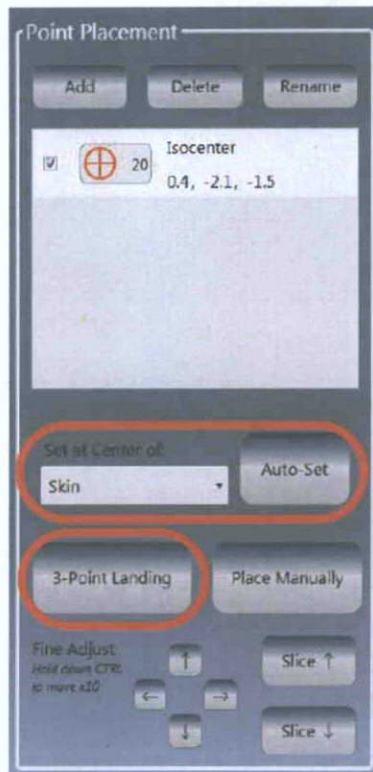 Point Placement
Add Delete Rename
20 Isocenter
0.4, -2.1, -1.5
Set at Center of:
Skin Auto-Set
3-Point Landing Place Manually
Fine Adjust
Hold down CTRL
to move x10
↑ Slice ↑
← →
↓ Slice ↓